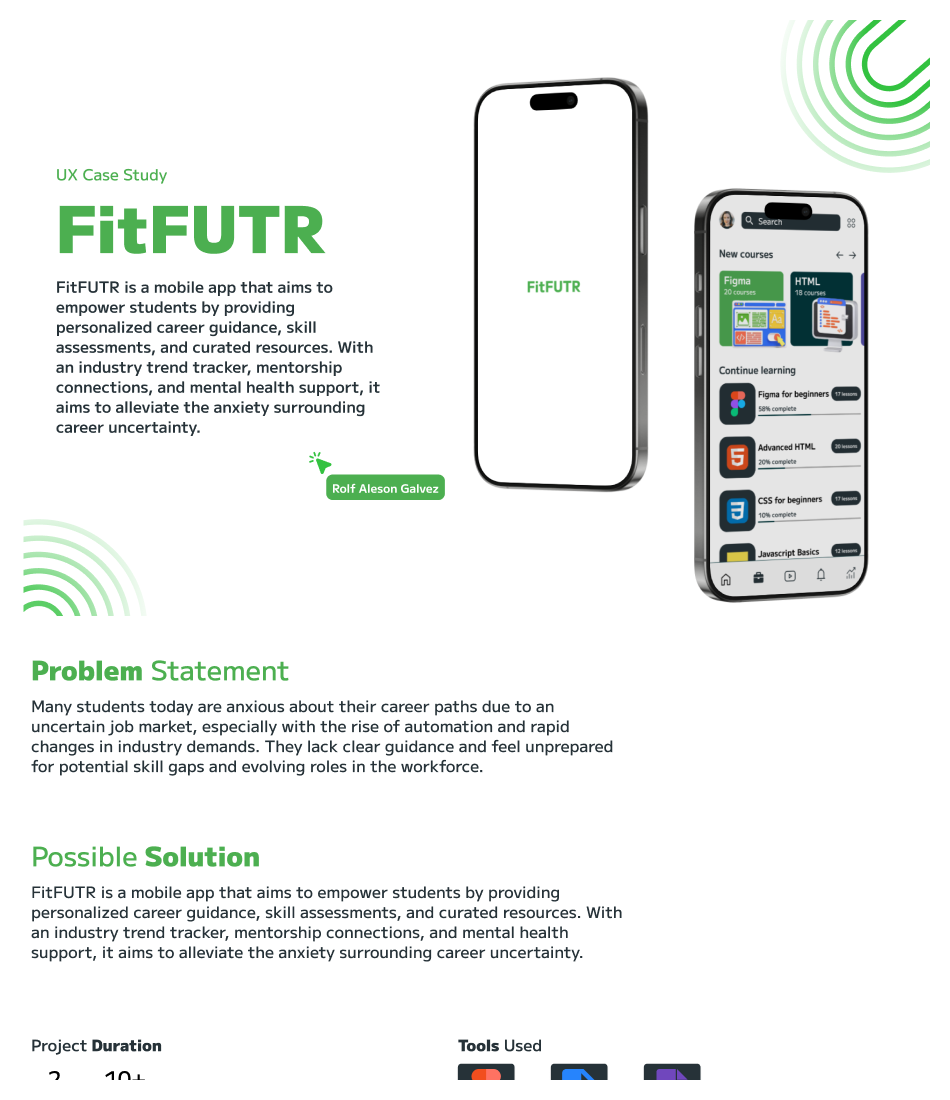 UX Case Study
FitFUTR
FitFUTR is a mobile app that aims to
empower students by providing
personalized career guidance, skill
assessments, and curated resources. With
an industry trend tracker, mentorship
connections, and mental health support, it
aims to alleviate the anxiety surrounding
career uncertainty.
Rolf Aleson Galvez
FitFUTR
Search
New courses
Figma
20 courses
HTML
18 courses
Aa
Continue learning
Figma for beginners
17 lessons
58% complete
Advanced HTML
20 lessons
20% complete
CSS for beginners
17 lessons
10% complete
Javascript Basics
12 lessons
Problem Statement
Many students today are anxious about their career paths due to an
uncertain job market, especially with the rise of automation and rapid
changes in industry demands. They lack clear guidance and feel unprepared
for potential skill gaps and evolving roles in the workforce.
Possible Solution
FitFUTR is a mobile app that aims to empower students by providing
personalized career guidance, skill assessments, and curated resources. With
an industry trend tracker, mentorship connections, and mental health
support, it aims to alleviate the anxiety surrounding career uncertainty.
Project Duration
Tools Used
2
10+